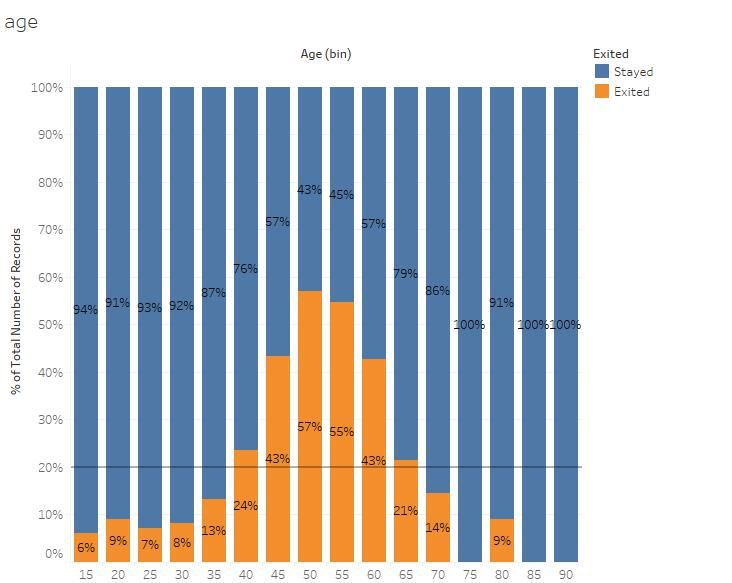 age
Age (bin)
Exited
Stayed
Exited
% of Total Number of Records
100%
90%
80%
70%
60%
50%
40%
30%
20%
10%
0%
94% 91% 93% 92% 87% 76% 57% 43% 45% 57% 79% 86% 100% 91% 100% 100%
6% 9% 7% 8% 13% 24% 43% 57% 55% 43% 21% 14% 9%
15 20 25 30 35 40 45 50 55 60 65 70 75 80 85 90